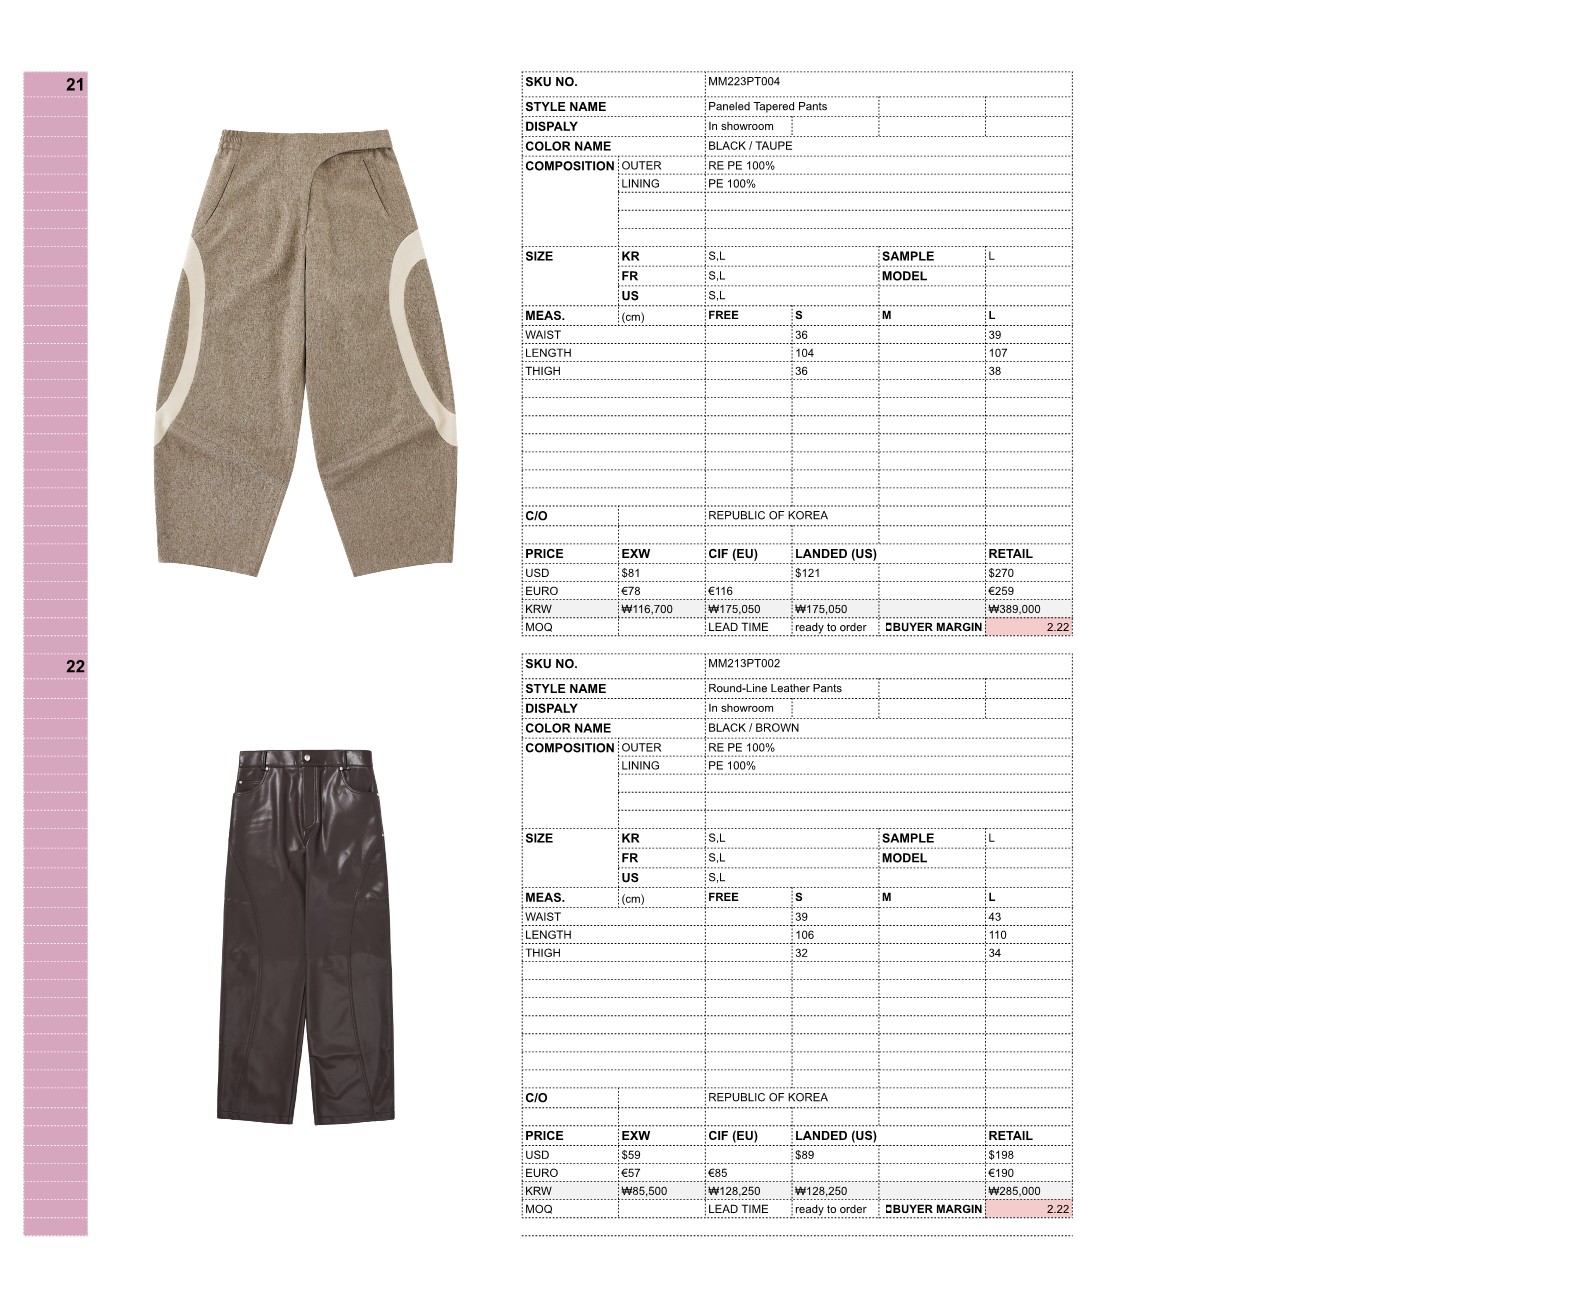 21
SKU NO. MM223PT004
STYLE NAME Paneled Tapered Pants
DISPALY In showroom
COLOR NAME BLACK / TAUPE
COMPOSITION OUTER RE PE 100%
LINING PE 100%
SIZE KR S,L SAMPLE L
FR S,L MODEL
US S,L
MEAS. (cm) FREE S M L
WAIST 36 39
LENGTH 104 107
THIGH 36 38
C/O REPUBLIC OF KOREA
PRICE EXW CIF (EU) LANDED (US) RETAIL
USD $81 $121 $270
EURO €78 €116 €259
KRW ₩116,700 ₩175,050 ₩175,050 ₩389,000
MOQ LEAD TIME ready to order BUYER MARGIN 2.22
22
SKU NO. MM213PT002
STYLE NAME Round-Line Leather Pants
DISPALY In showroom
COLOR NAME BLACK / BROWN
COMPOSITION OUTER RE PE 100%
LINING PE 100%
SIZE KR S,L SAMPLE L
FR S,L MODEL
US S,L
MEAS. (cm) FREE S M L
WAIST 39 43
LENGTH 106 110
THIGH 32 34
C/O REPUBLIC OF KOREA
PRICE EXW CIF (EU) LANDED (US) RETAIL
USD $59 $89 $198
EURO €57 €85 €190
KRW ₩85,500 ₩128,250 ₩128,250 ₩285,000
MOQ LEAD TIME ready to order BUYER MARGIN 2.22